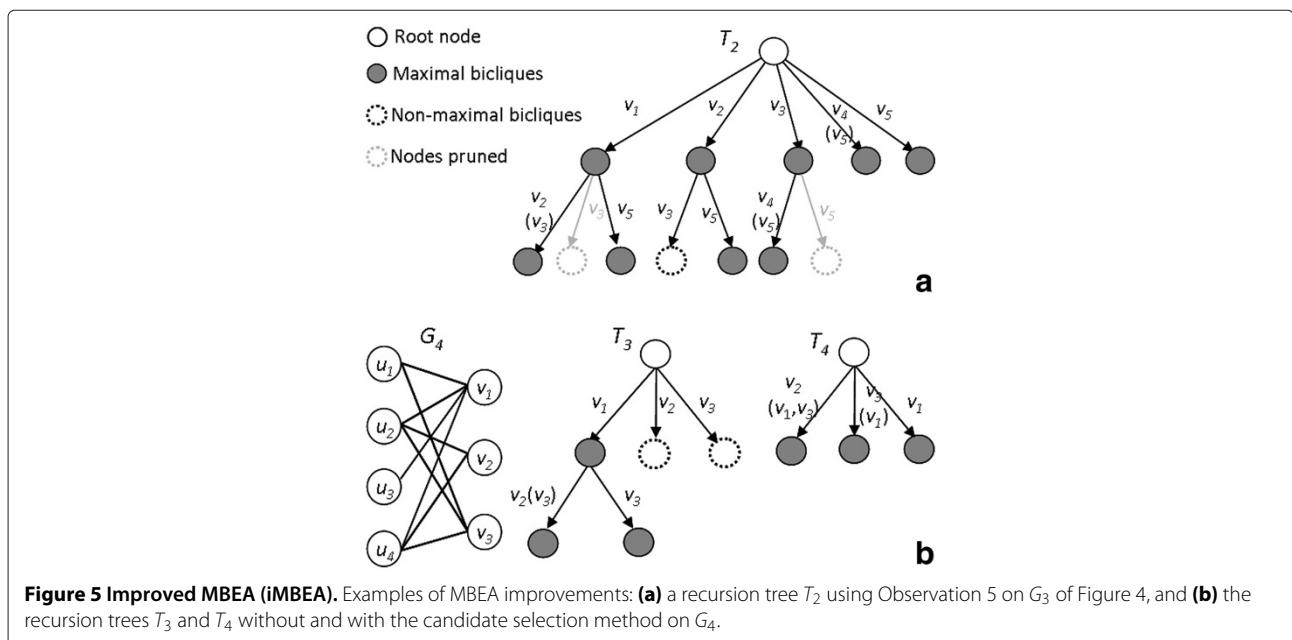 Root node
Maximal bicliques
Non-maximal bicliques
Nodes pruned
T2
v1
v2
v3
v4
(v5)
v5
v2
(v3)
v3
v5
v3
v5
v4
(v5)
v5
a
G4
u1
u2
u3
u4
v1
v2
v3
T3
v1
v2
v3
v2(v3)
v3
T4
v2
(v1,v3)
v3
(v1)
v1
b
Figure 5 Improved MBEA (iMBEA). Examples of MBEA improvements: (a) a recursion tree T2 using Observation 5 on G3 of Figure 4, and (b) the
recursion trees T3 and T4 without and with the candidate selection method on G4.